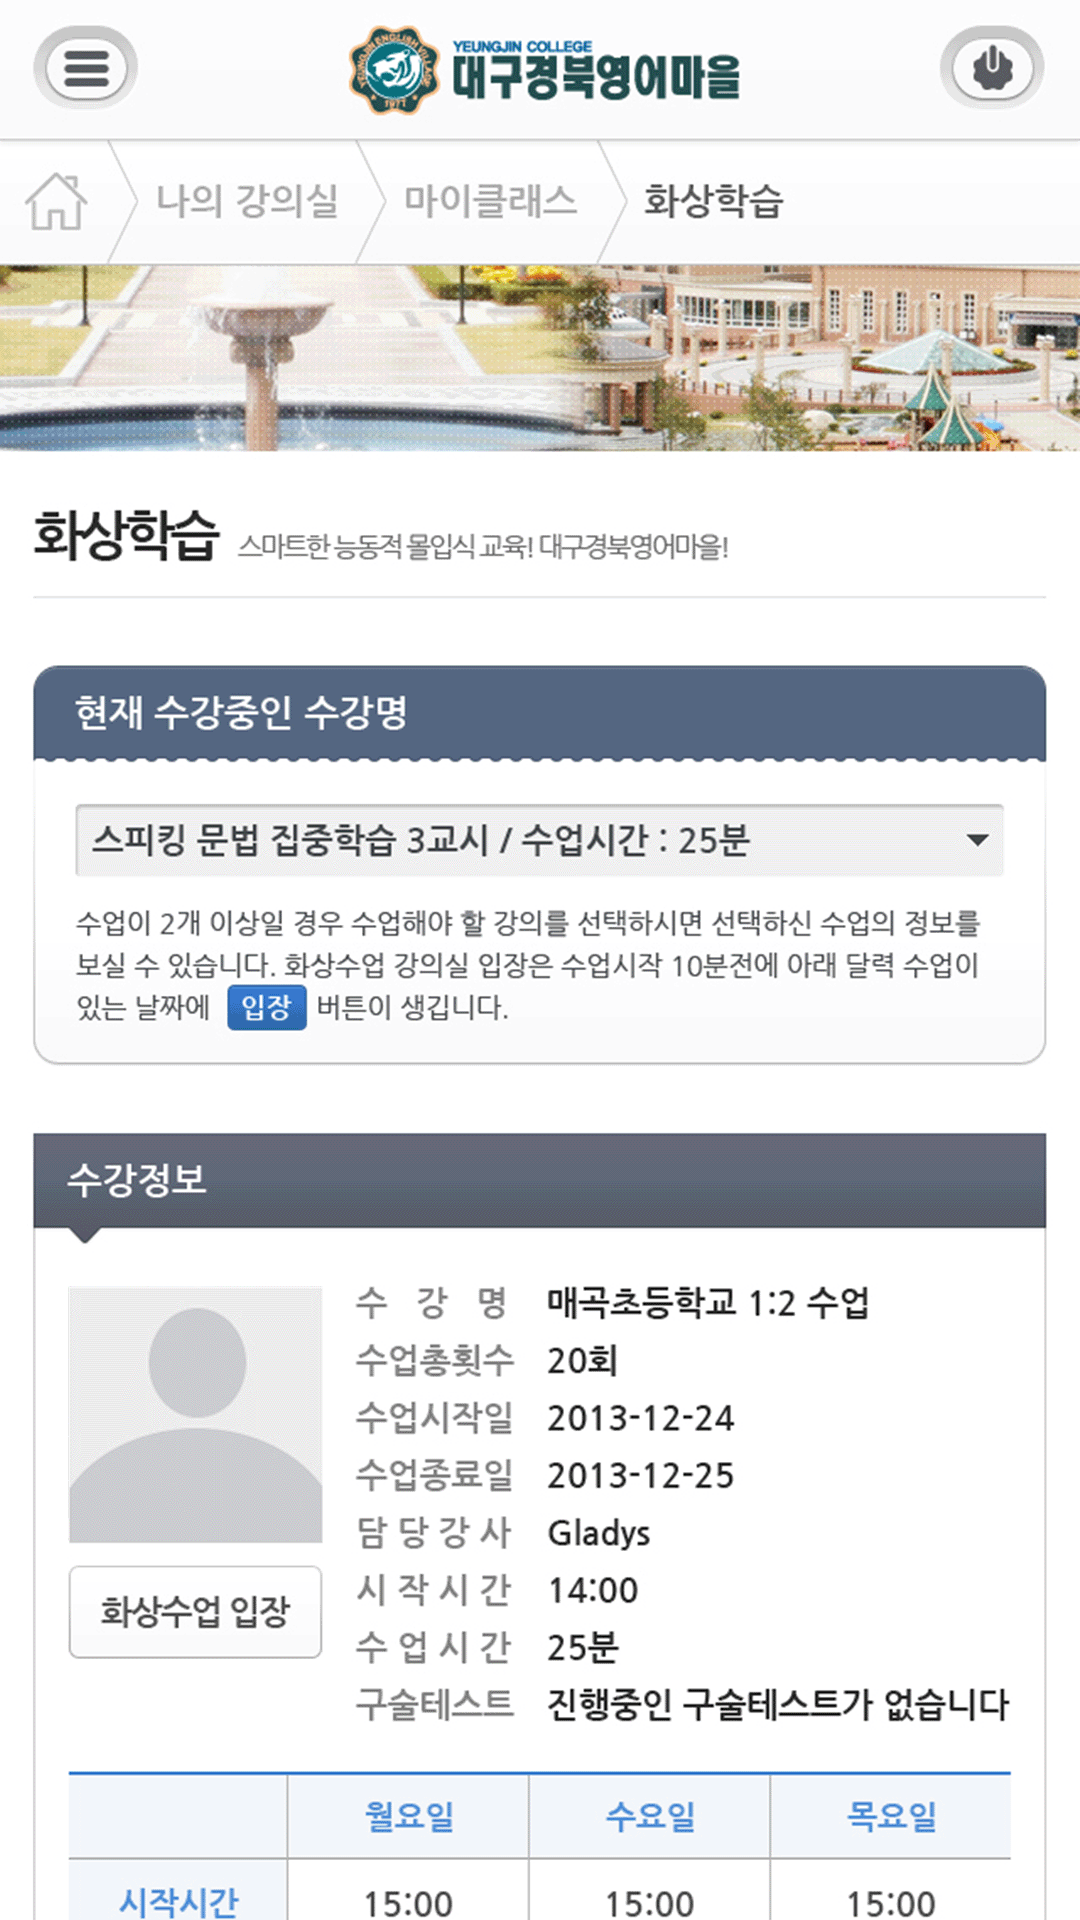 YEUNGJIN ENGLISH VILLAGE
1977
YEUNGJIN COLLEGE
대구경북영어마을
나의 강의실
마이클래스
화상학습
화상학습 스마트한 능동적 몰입식 교육! 대구경북영어마을!
현재 수강중인 수강명
스피킹 문법 집중학습 3교시 / 수업시간 : 25분
수업이 2개 이상일 경우 수업해야 할 강의를 선택하시면 선택하신 수업의 정보를
보실 수 있습니다. 화상수업 강의실 입장은 수업시작 10분전에 아래 달력 수업이
있는 날짜에 입장 버튼이 생깁니다.
수강정보
수 강 명 매곡초등학교 1:2 수업
수업총횟수 20회
수업시작일 2013-12-24
수업종료일 2013-12-25
담 당 강 사 Gladys
시 작 시 간 14:00
수 업 시 간 25분
구술테스트 진행중인 구술테스트가 없습니다
화상수업 입장
월요일 수요일 목요일
시작시간 15:00 15:00 15:00